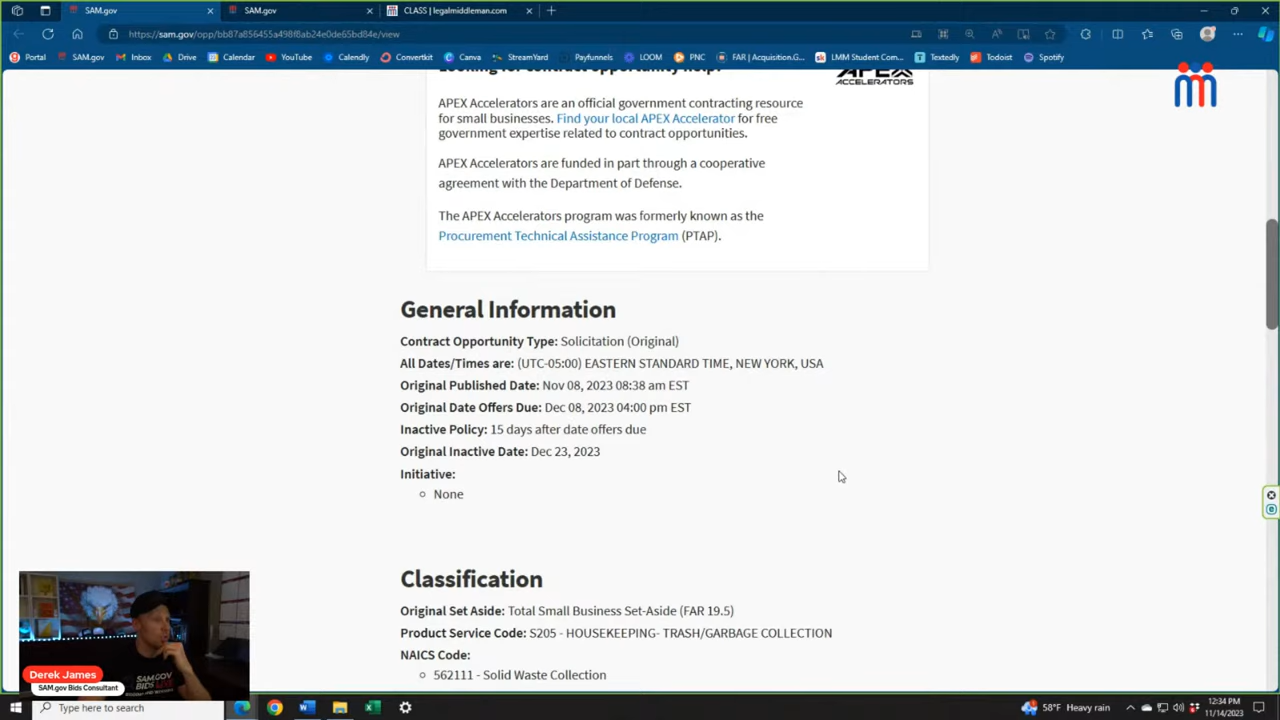 SAM.gov
SAM.gov
CLASS | legalmiddleman.com
https://sam.gov/opp/bb87a856455a498f8ab24e0de65bd84e/view
Portal
SAM.gov
Inbox
Drive
Calendar
YouTube
Calendly
Convertkit
Canva
StreamYard
Payfunnels
LOOM
PNC
FAR | Acquisition.G...
LMM Student Com...
Textedly
Todoist
Spotify
Looking for contract opportunity help?
APEX
ACCELERATORS
APEX Accelerators are an official government contracting resource
for small businesses. Find your local APEX Accelerator for free
government expertise related to contract opportunities.
APEX Accelerators are funded in part through a cooperative
agreement with the Department of Defense.
The APEX Accelerators program was formerly known as the
Procurement Technical Assistance Program (PTAP).
General Information
Contract Opportunity Type: Solicitation (Original)
All Dates/Times are: (UTC-05:00) EASTERN STANDARD TIME, NEW YORK, USA
Original Published Date: Nov 08, 2023 08:38 am EST
Original Date Offers Due: Dec 08, 2023 04:00 pm EST
Inactive Policy: 15 days after date offers due
Original Inactive Date: Dec 23, 2023
Initiative:
None
Classification
Original Set Aside: Total Small Business Set-Aside (FAR 19.5)
Product Service Code: S205 - HOUSEKEEPING- TRASH/GARBAGE COLLECTION
NAICS Code:
562111 - Solid Waste Collection
SAM.GOV
BIDS
Derek James
SAM.gov Bids Consultant
Type here to search
58°F Heavy rain
12:34 PM
11/14/2023